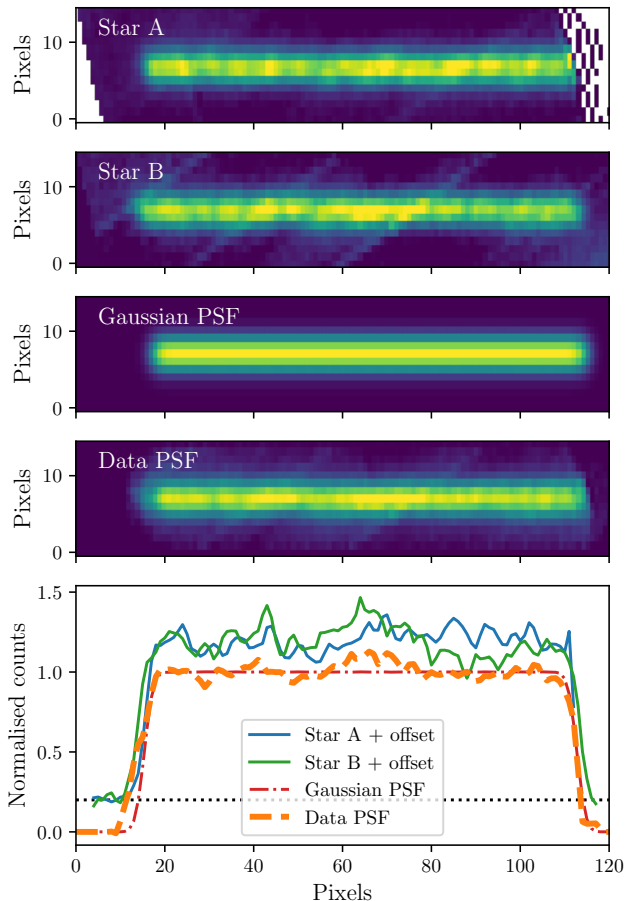 Star A
Pixels
10
0
Star B
Pixels
10
0
Gaussian PSF
Pixels
10
0
Data PSF
Pixels
10
0
Normalised counts
1.5
1.0
0.5
0.0
Star A + offset
Star B + offset
Gaussian PSF
Data PSF
0 20 40 60 80 100 120
Pixels